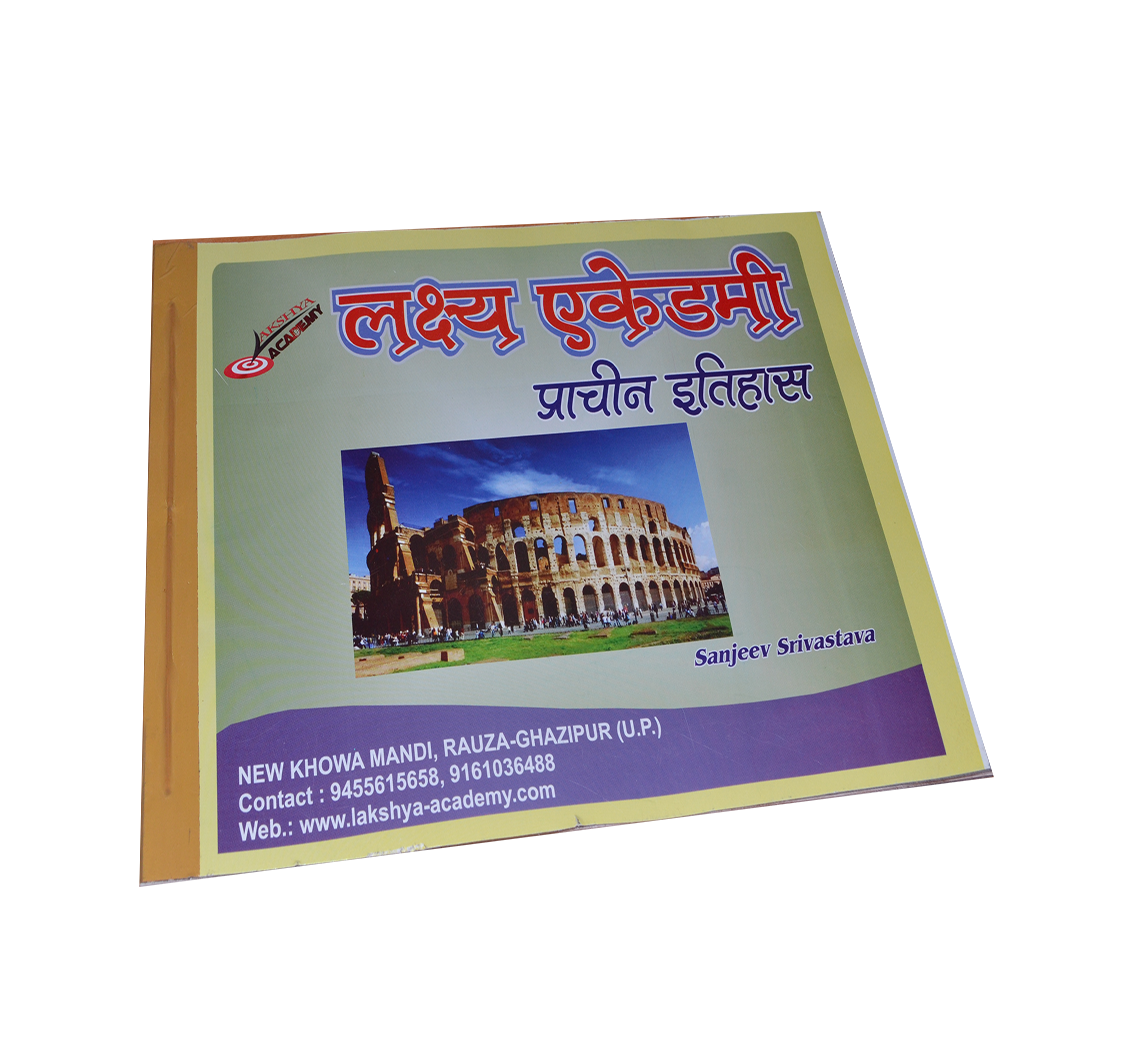 LAKSHYA
ACADEMY
लक्ष्य एकेडमी
प्राचीन इतिहास
Sanjeev Srivastava
NEW KHOWA MANDI, RAUZA-GHAZIPUR (U.P.)
Contact : 9455615658, 9161036488
Web.: www.lakshya-academy.com